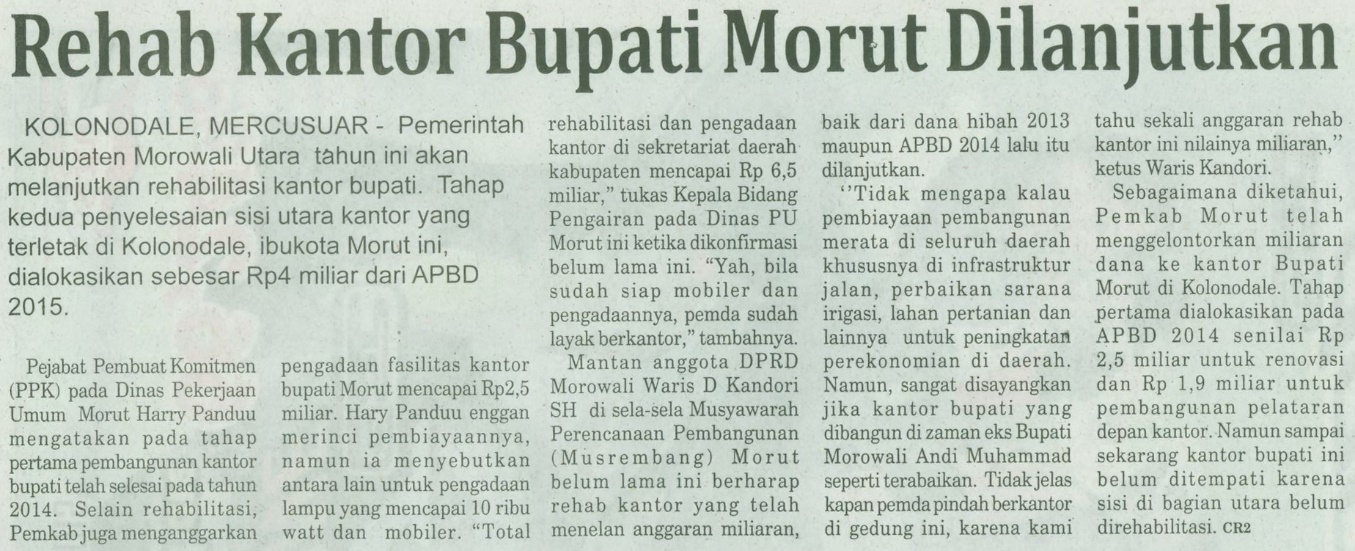 Rehab Kantor Bupati Morut Dilanjutkan
KOLONODALE, MERCUSUAR - Pemerintah
Kabupaten Morowali Utara tahun ini akan
melanjutkan rehabilitasi kantor bupati. Tahap
kedua penyelesaian sisi utara kantor yang
terletak di Kolonodale, ibukota Morut ini,
dialokasikan sebesar Rp4 miliar dari APBD
2015.
Pejabat Pembuat Komitmen
(PPK) pada Dinas Pekerjaan
Umum Morut Harry Panduu
mengatakan pada tahap
pertama pembangunan kantor
bupati telah selesai pada tahun
2014. Selain rehabilitasi,
Pemkab juga menganggarkan
pengadaan fasilitas kantor
bupati Morut mencapai Rp2,5
miliar. Hary Panduu enggan
merinci pembiayaannya,
namun ia menyebutkan
antara lain untuk pengadaan
lampu yang mencapai 10 ribu
watt dan mobiler. “Total
rehabilitasi dan pengadaan
kantor di sekretariat daerah
kabupaten mencapai Rp 6,5
miliar,” tukas Kepala Bidang
Pengairan pada Dinas PU
Morut ini ketika dikonfirmasi
belum lama ini. “Yah, bila
sudah siap mobiler dan
pengadaannya, pemda sudah
layak berkantor,” tambahnya.
Mantan anggota DPRD
Morowali Waris D Kandori
SH di sela-sela Musyawarah
Perencanaan Pembangunan
(Musrembang) Morut
belum lama ini berharap
rehab kantor yang telah
menelan anggaran miliaran,
baik dari dana hibah 2013
maupun APBD 2014 lalu itu
dilanjutkan.
‘’Tidak mengapa kalau
pembiayaan pembangunan
merata di seluruh daerah
khususnya di infrastruktur
jalan, perbaikan sarana
irigasi, lahan pertanian dan
lainnya untuk peningkatan
perekonomian di daerah.
Namun, sangat disayangkan
jika kantor bupati yang
dibangun di zaman eks Bupati
Morowali Andi Muhammad
seperti terabaikan. Tidak jelas
kapan pemda pindah berkantor
di gedung ini, karena kami
tahu sekali anggaran rehab
kantor ini nilainya miliaran,’’
ketus Waris Kandori.
Sebagaimana diketahui,
Pemkab Morut telah
menggelontorkan miliaran
dana ke kantor Bupati
Morut di Kolonodale. Tahap
pertama dialokasikan pada
APBD 2014 senilai Rp
2,5 miliar untuk renovasi
dan Rp 1,9 miliar untuk
pembangunan pelataran
depan kantor. Namun sampai
sekarang kantor bupati ini
belum ditempati karena
sisi di bagian utara belum
direhabilitasi. CR2